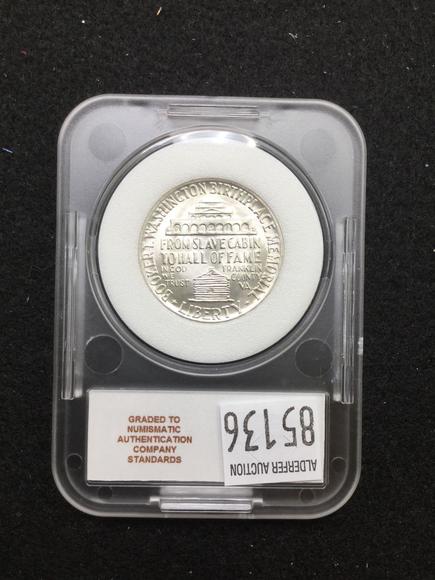 BOOKER T. WASHINGTON BIRTHPLACE MEMORIAL
FROM SLAVE CABIN
TO HALL OF FAME
IN GOD
WE
TRUST
FRANKLIN
COUNTY
VA.
LIBERTY
GRADED TO
NUMISMATIC
AUTHENTICATION
COMPANY
STANDARDS
85136
ALDERFER AUCTION